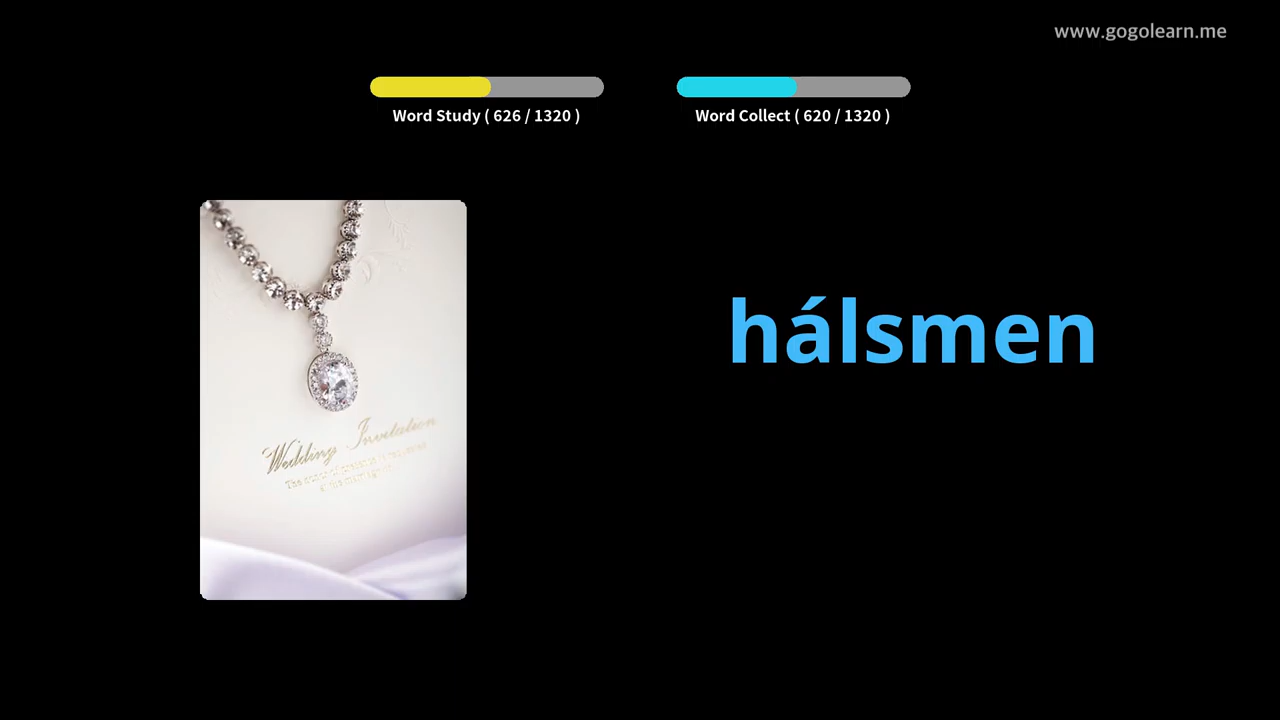 www.gogolearn.me
Word Study ( 626 / 1320 )
Word Collect ( 620 / 1320 )
hálsmen
Wedding Invitation